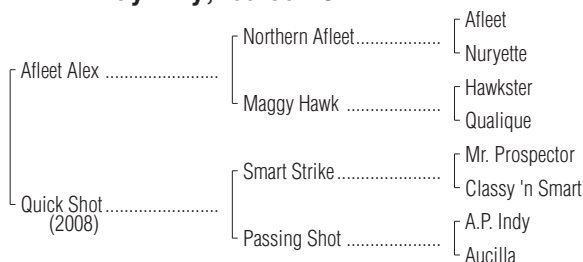 Afleet
Northern Afleet....................
Nuryette
Afleet Alex ..........................
Hawkster
Maggy Hawk ......................
Qualique
Mr. Prospector
Smart Strike........................
Classy 'n Smart
Quick Shot..........................
(2008)
A.P. Indy
Passing Shot ......................
Aucilla